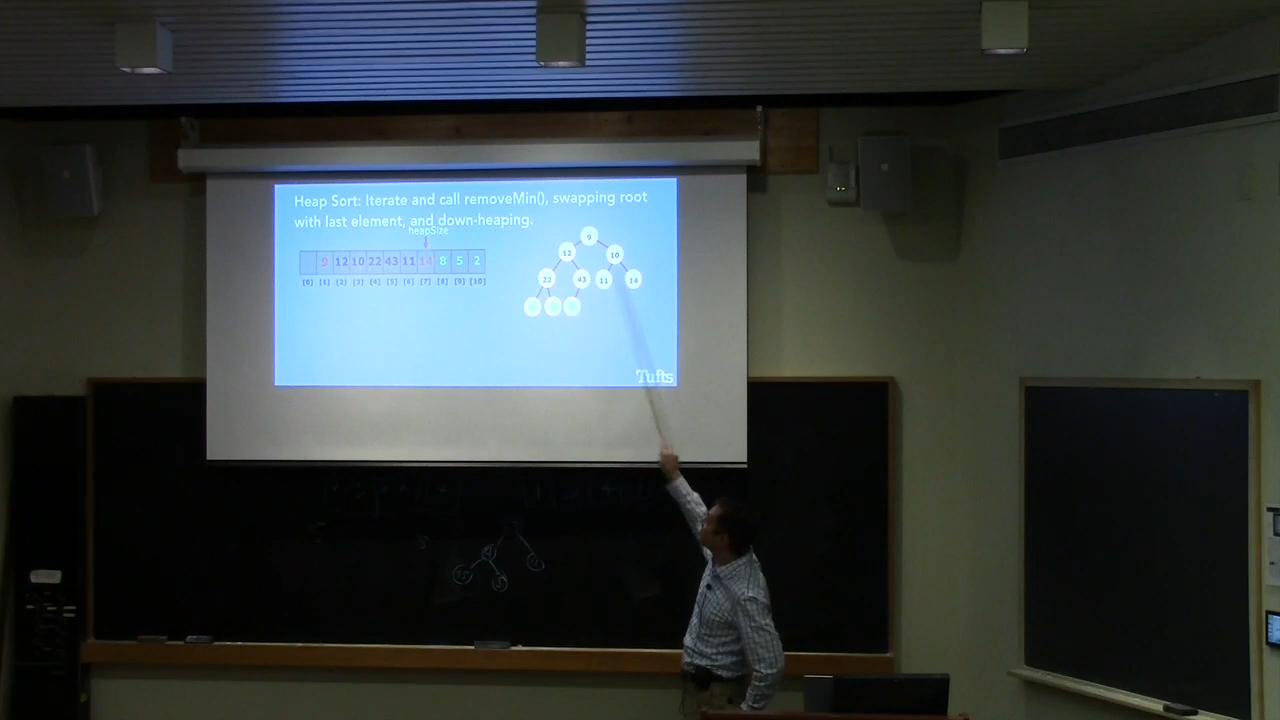 Heap Sort: Iterate and call removeMin(), swapping root
with last element, and down-heaping.
heapSize
9 12 10 22 43 11 14 8 5 2
[0] [1] [2] [3] [4] [5] [6] [7] [8] [9] [10]
9
12 10
22 43 11 14
Tufts